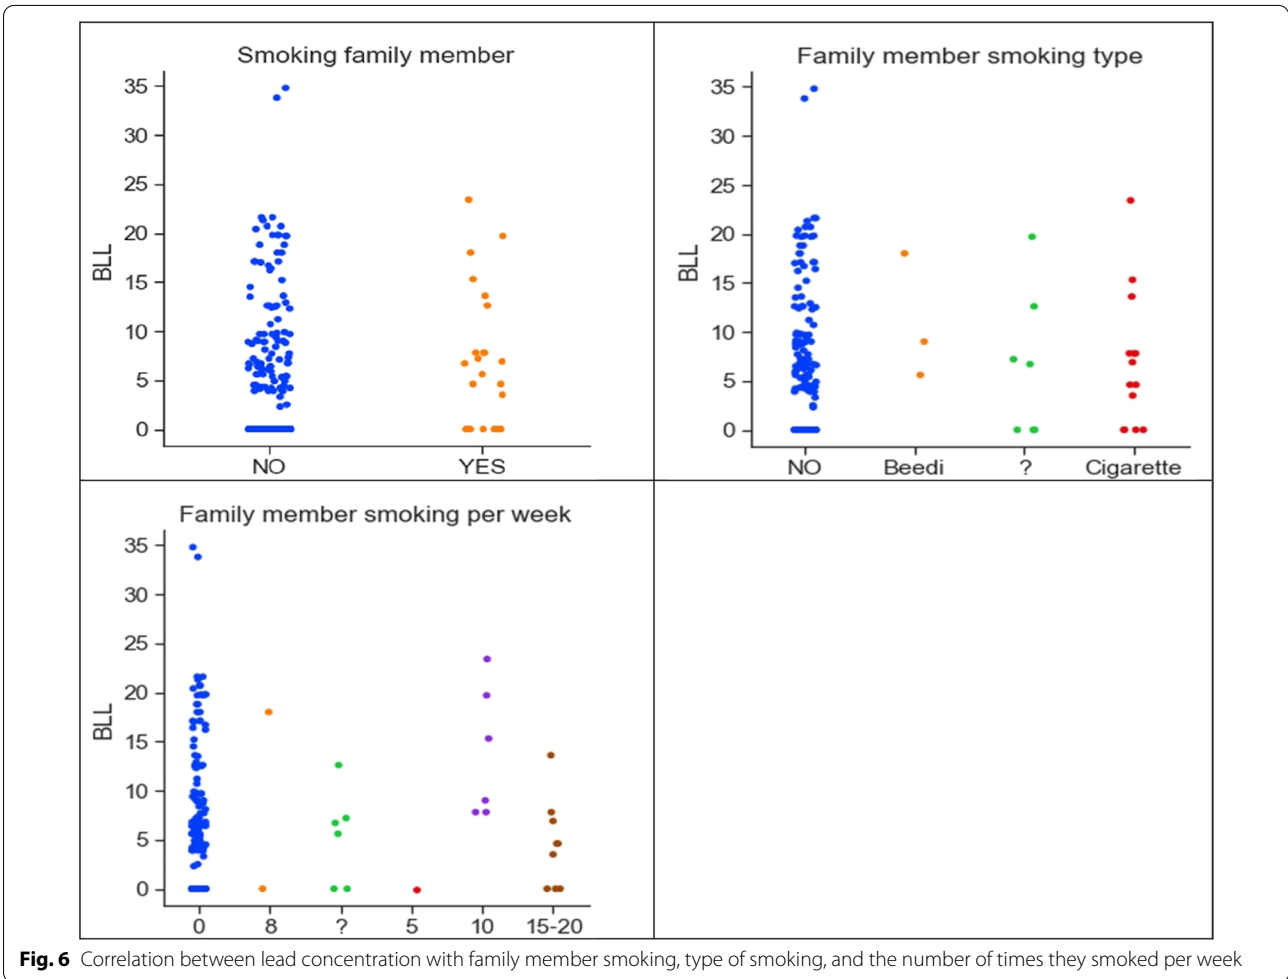 Smoking family member
35
30
25
20
15
10
5
0
BLL
NO YES
Family member smoking type
35
30
25
20
15
10
5
0
BLL
NO Beedi ? Cigarette
Family member smoking per week
35
30
25
20
15
10
5
0
BLL
0 8 ? 5 10 15-20
Fig. 6 Correlation between lead concentration with family member smoking, type of smoking, and the number of times they smoked per week